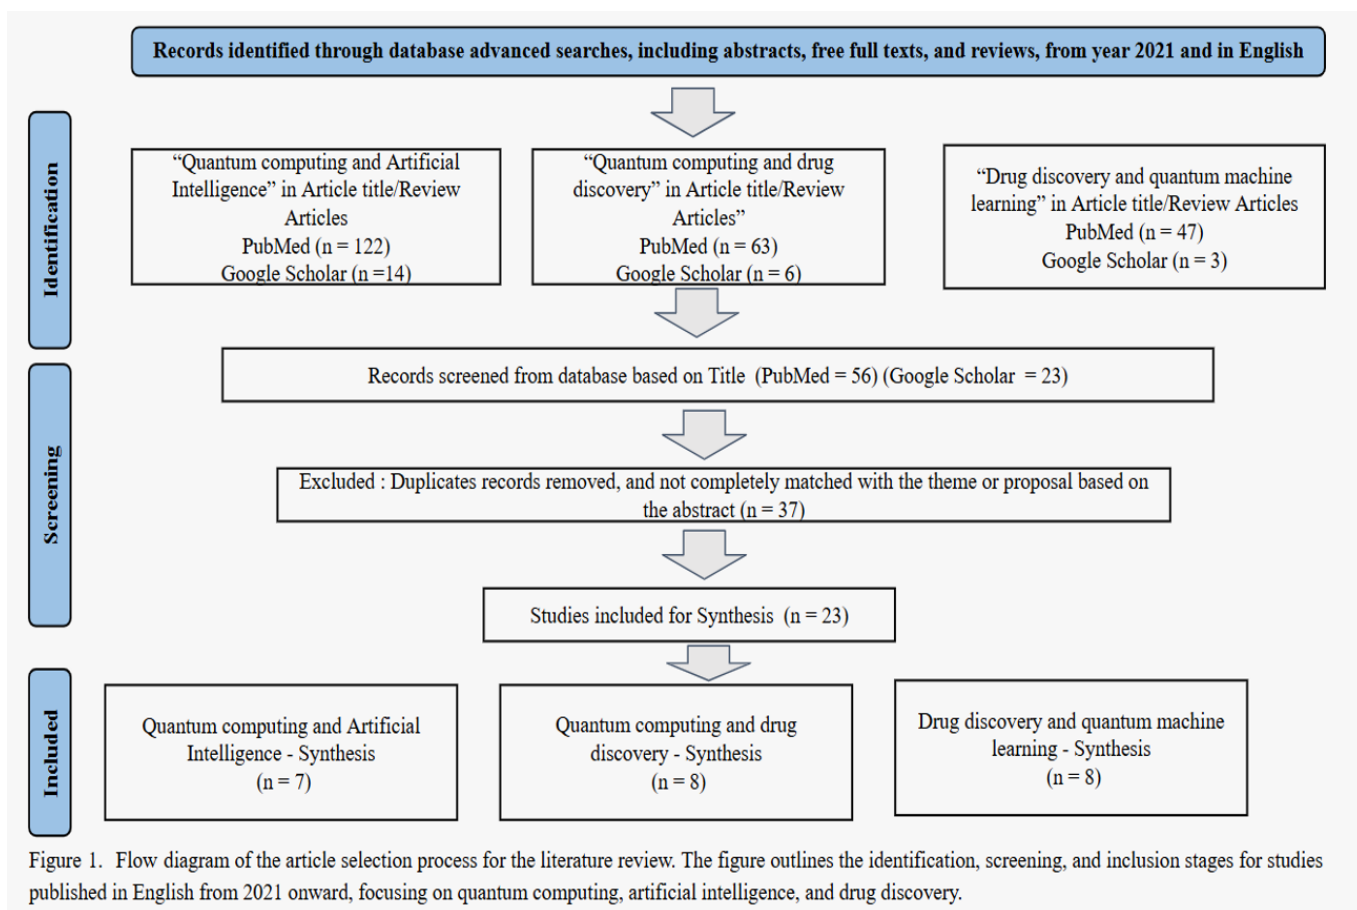 Records identified through database advanced searches, including abstracts, free full texts, and reviews, from year 2021 and in English
Identification
“Quantum computing and Artificial
Intelligence” in Article title/Review
Articles
PubMed (n = 122)
Google Scholar (n =14)
“Quantum computing and drug
discovery” in Article title/Review
Articles”
PubMed (n = 63)
Google Scholar (n = 6)
“Drug discovery and quantum machine
learning” in Article title/Review Articles
PubMed (n = 47)
Google Scholar (n = 3)
Screening
Records screened from database based on Title (PubMed = 56) (Google Scholar = 23)
Excluded : Duplicates records removed, and not completely matched with the theme or proposal based on
the abstract (n = 37)
Studies included for Synthesis (n = 23)
Included
Quantum computing and Artificial
Intelligence - Synthesis
(n = 7)
Quantum computing and drug
discovery - Synthesis
(n = 8)
Drug discovery and quantum machine
learning - Synthesis
(n = 8)
Figure 1. Flow diagram of the article selection process for the literature review. The figure outlines the identification, screening, and inclusion stages for studies
published in English from 2021 onward, focusing on quantum computing, artificial intelligence, and drug discovery.